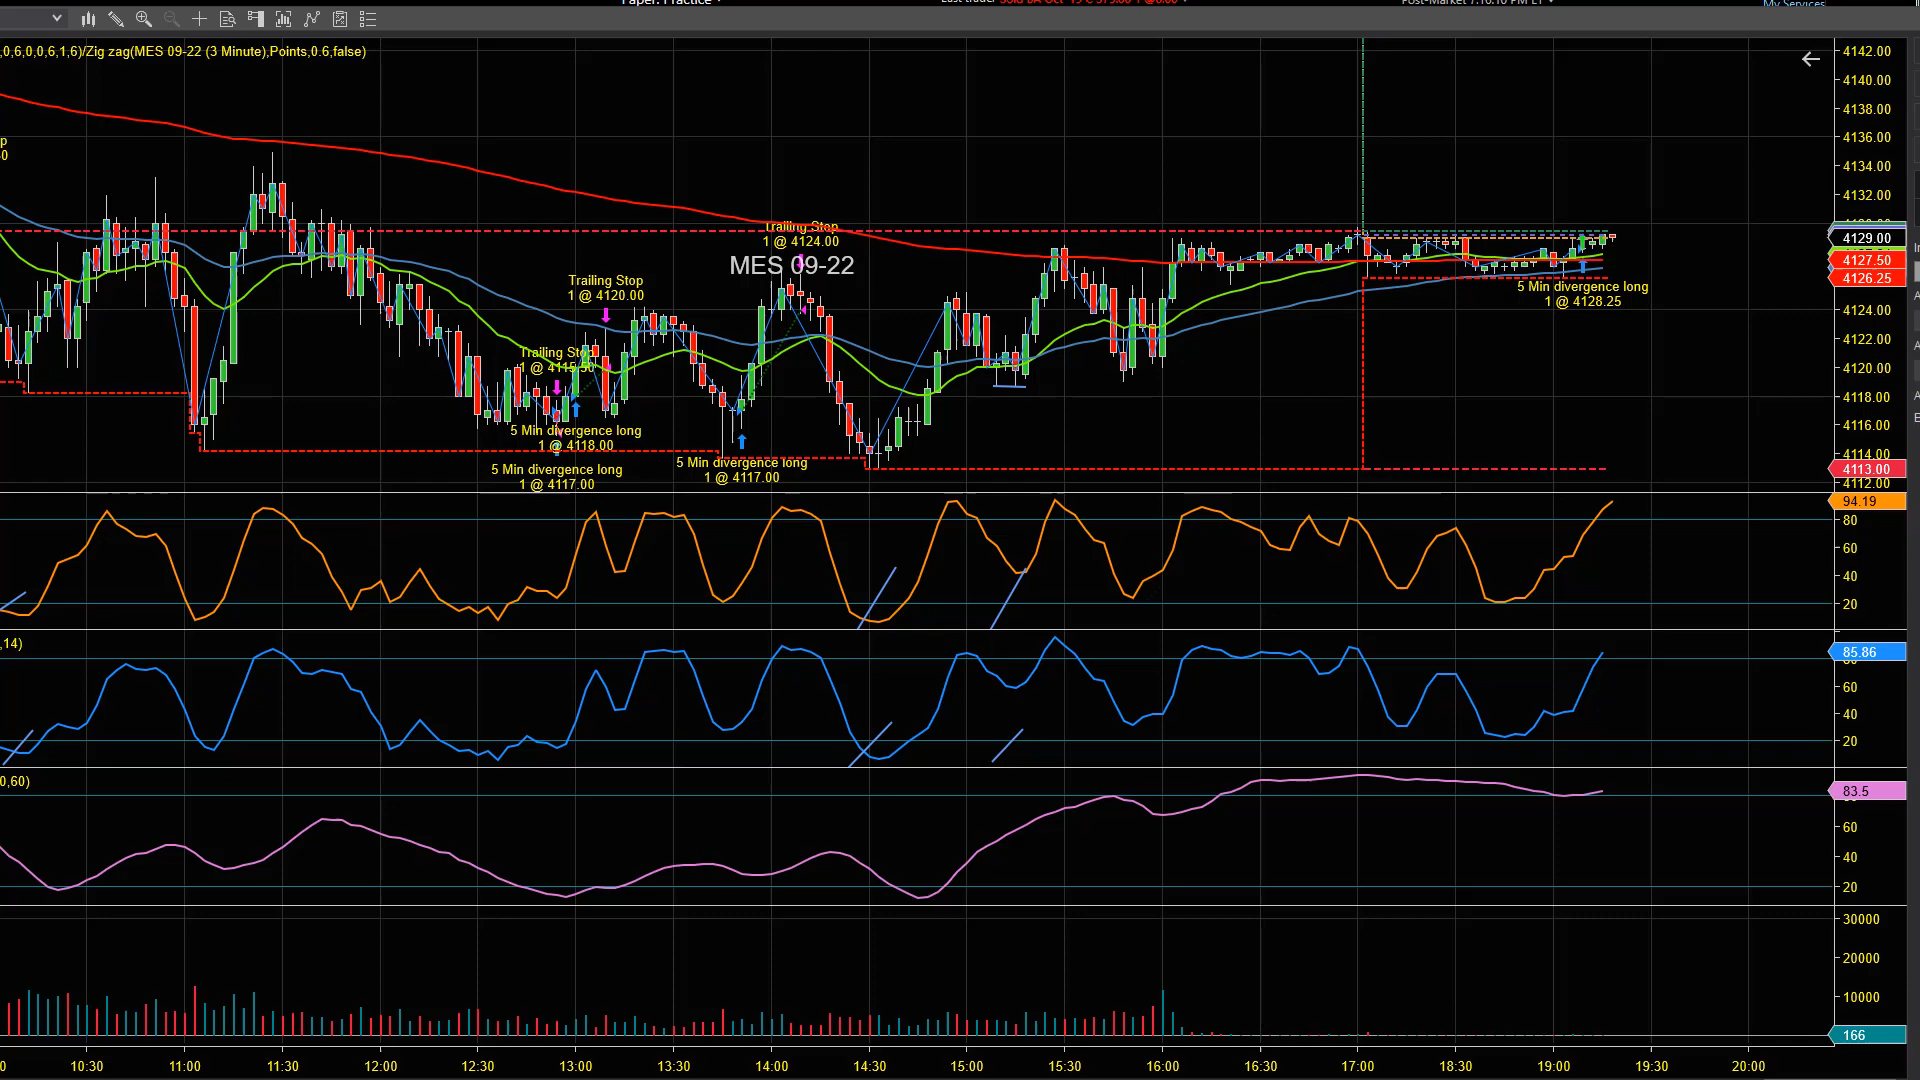 My Services
,0,6,0,0,6,1,6)/Zig zag(MES 09-22 (3 Minute),Points,0.6,false)
4142.00
4140.00
4138.00
4136.00
4134.00
4132.00
4129.00
4127.50
4126.25
4124.00
4122.00
4120.00
4118.00
4116.00
4114.00
4113.00
4112.00
Trailing Stop
1 @ 4124.00
MES 09-22
Trailing Stop
1 @ 4120.00
Trailing Stop
1 @ 4115.50
5 Min divergence long
1 @ 4128.25
5 Min divergence long
1 @ 4118.00
5 Min divergence long
1 @ 4117.00
5 Min divergence long
1 @ 4117.00
94.19
80
60
40
20
,14)
85.86
60
40
20
0,60)
83.5
60
40
20
30000
20000
10000
166
10:30 11:00 11:30 12:00 12:30 13:00 13:30 14:00 14:30 15:00 15:30 16:00 16:30 17:00 18:30 19:00 19:30 20:00